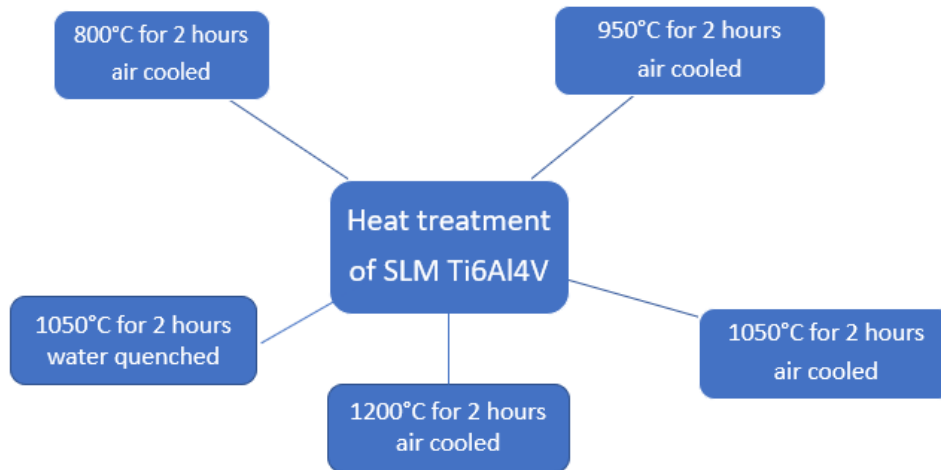 800°C for 2 hours
air cooled
950°C for 2 hours
air cooled
Heat treatment
of SLM Ti6Al4V
1050°C for 2 hours
water quenched
1050°C for 2 hours
air cooled
1200°C for 2 hours
air cooled